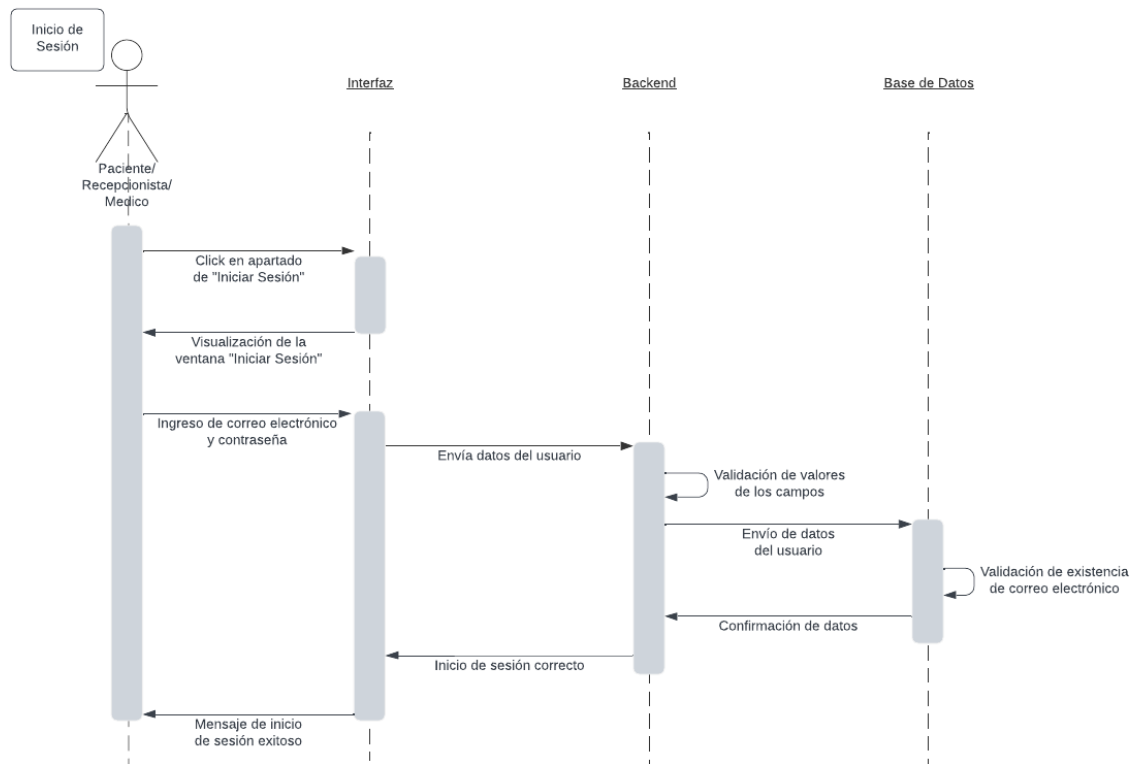 Inicio de
Sesión
Interfaz
Backend
Base de Datos
Paciente/
Recepcionista/
Medico
Click en apartado
de "Iniciar Sesión"
Visualización de la
ventana "Iniciar Sesión"
Ingreso de correo electrónico
y contraseña
Envía datos del usuario
Validación de valores
de los campos
Envío de datos
del usuario
Validación de existencia
de correo electrónico
Confirmación de datos
Inicio de sesión correcto
Mensaje de inicio
de sesión exitoso